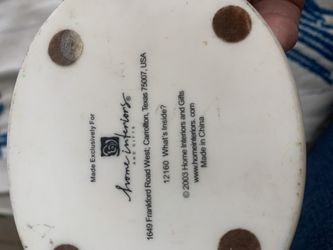 Made Exclusively For
home interiors®
AND GIFTS
1649 Frankford Road West; Carrollton, Texas 75007, USA
12160 What's Inside?
© 2003 Home Interiors and Gifts
www.homeinteriors.com
Made in China